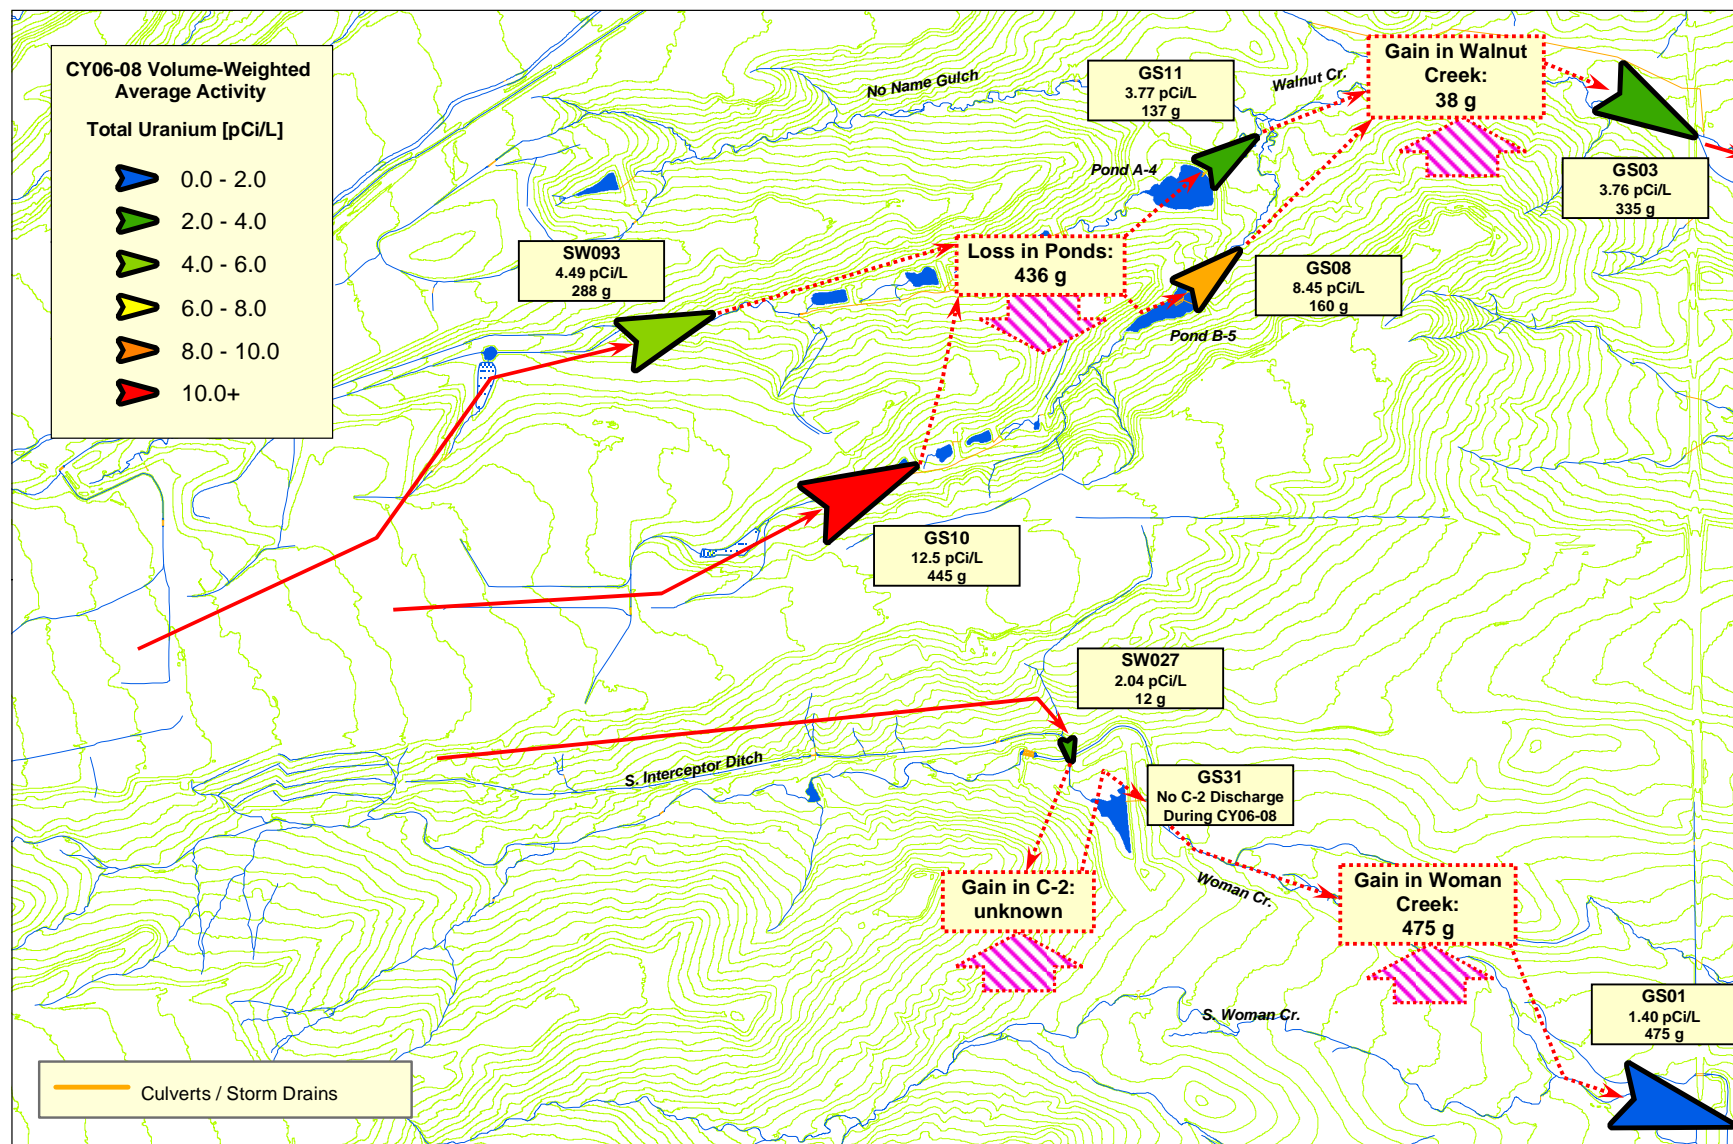 CY06-08 Volume-Weighted
Average Activity
Total Uranium [pCi/L]
0.0 - 2.0
2.0 - 4.0
4.0 - 6.0
6.0 - 8.0
8.0 - 10.0
10.0+
No Name Gulch
GS11
3.77 pCi/L
137 g
Walnut Cr.
Gain in Walnut
Creek:
38 g
GS03
3.76 pCi/L
335 g
Pond A-4
SW093
4.49 pCi/L
288 g
Loss in Ponds:
436 g
GS08
8.45 pCi/L
160 g
Pond B-5
GS10
12.5 pCi/L
445 g
SW027
2.04 pCi/L
12 g
S. Interceptor Ditch
GS31
No C-2 Discharge
During CY06-08
Gain in C-2:
unknown
Woman Cr.
Gain in Woman
Creek:
475 g
S. Woman Cr.
GS01
1.40 pCi/L
475 g
Culverts / Storm Drains